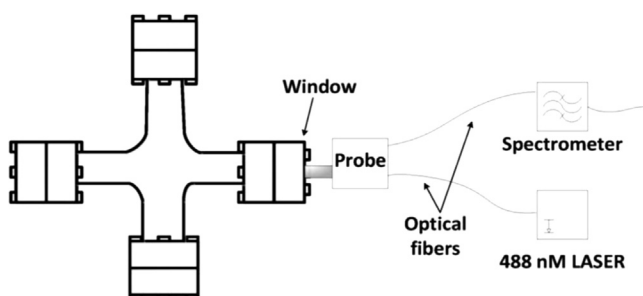 Window
Probe
Spectrometer
Optical
fibers
488 nM LASER